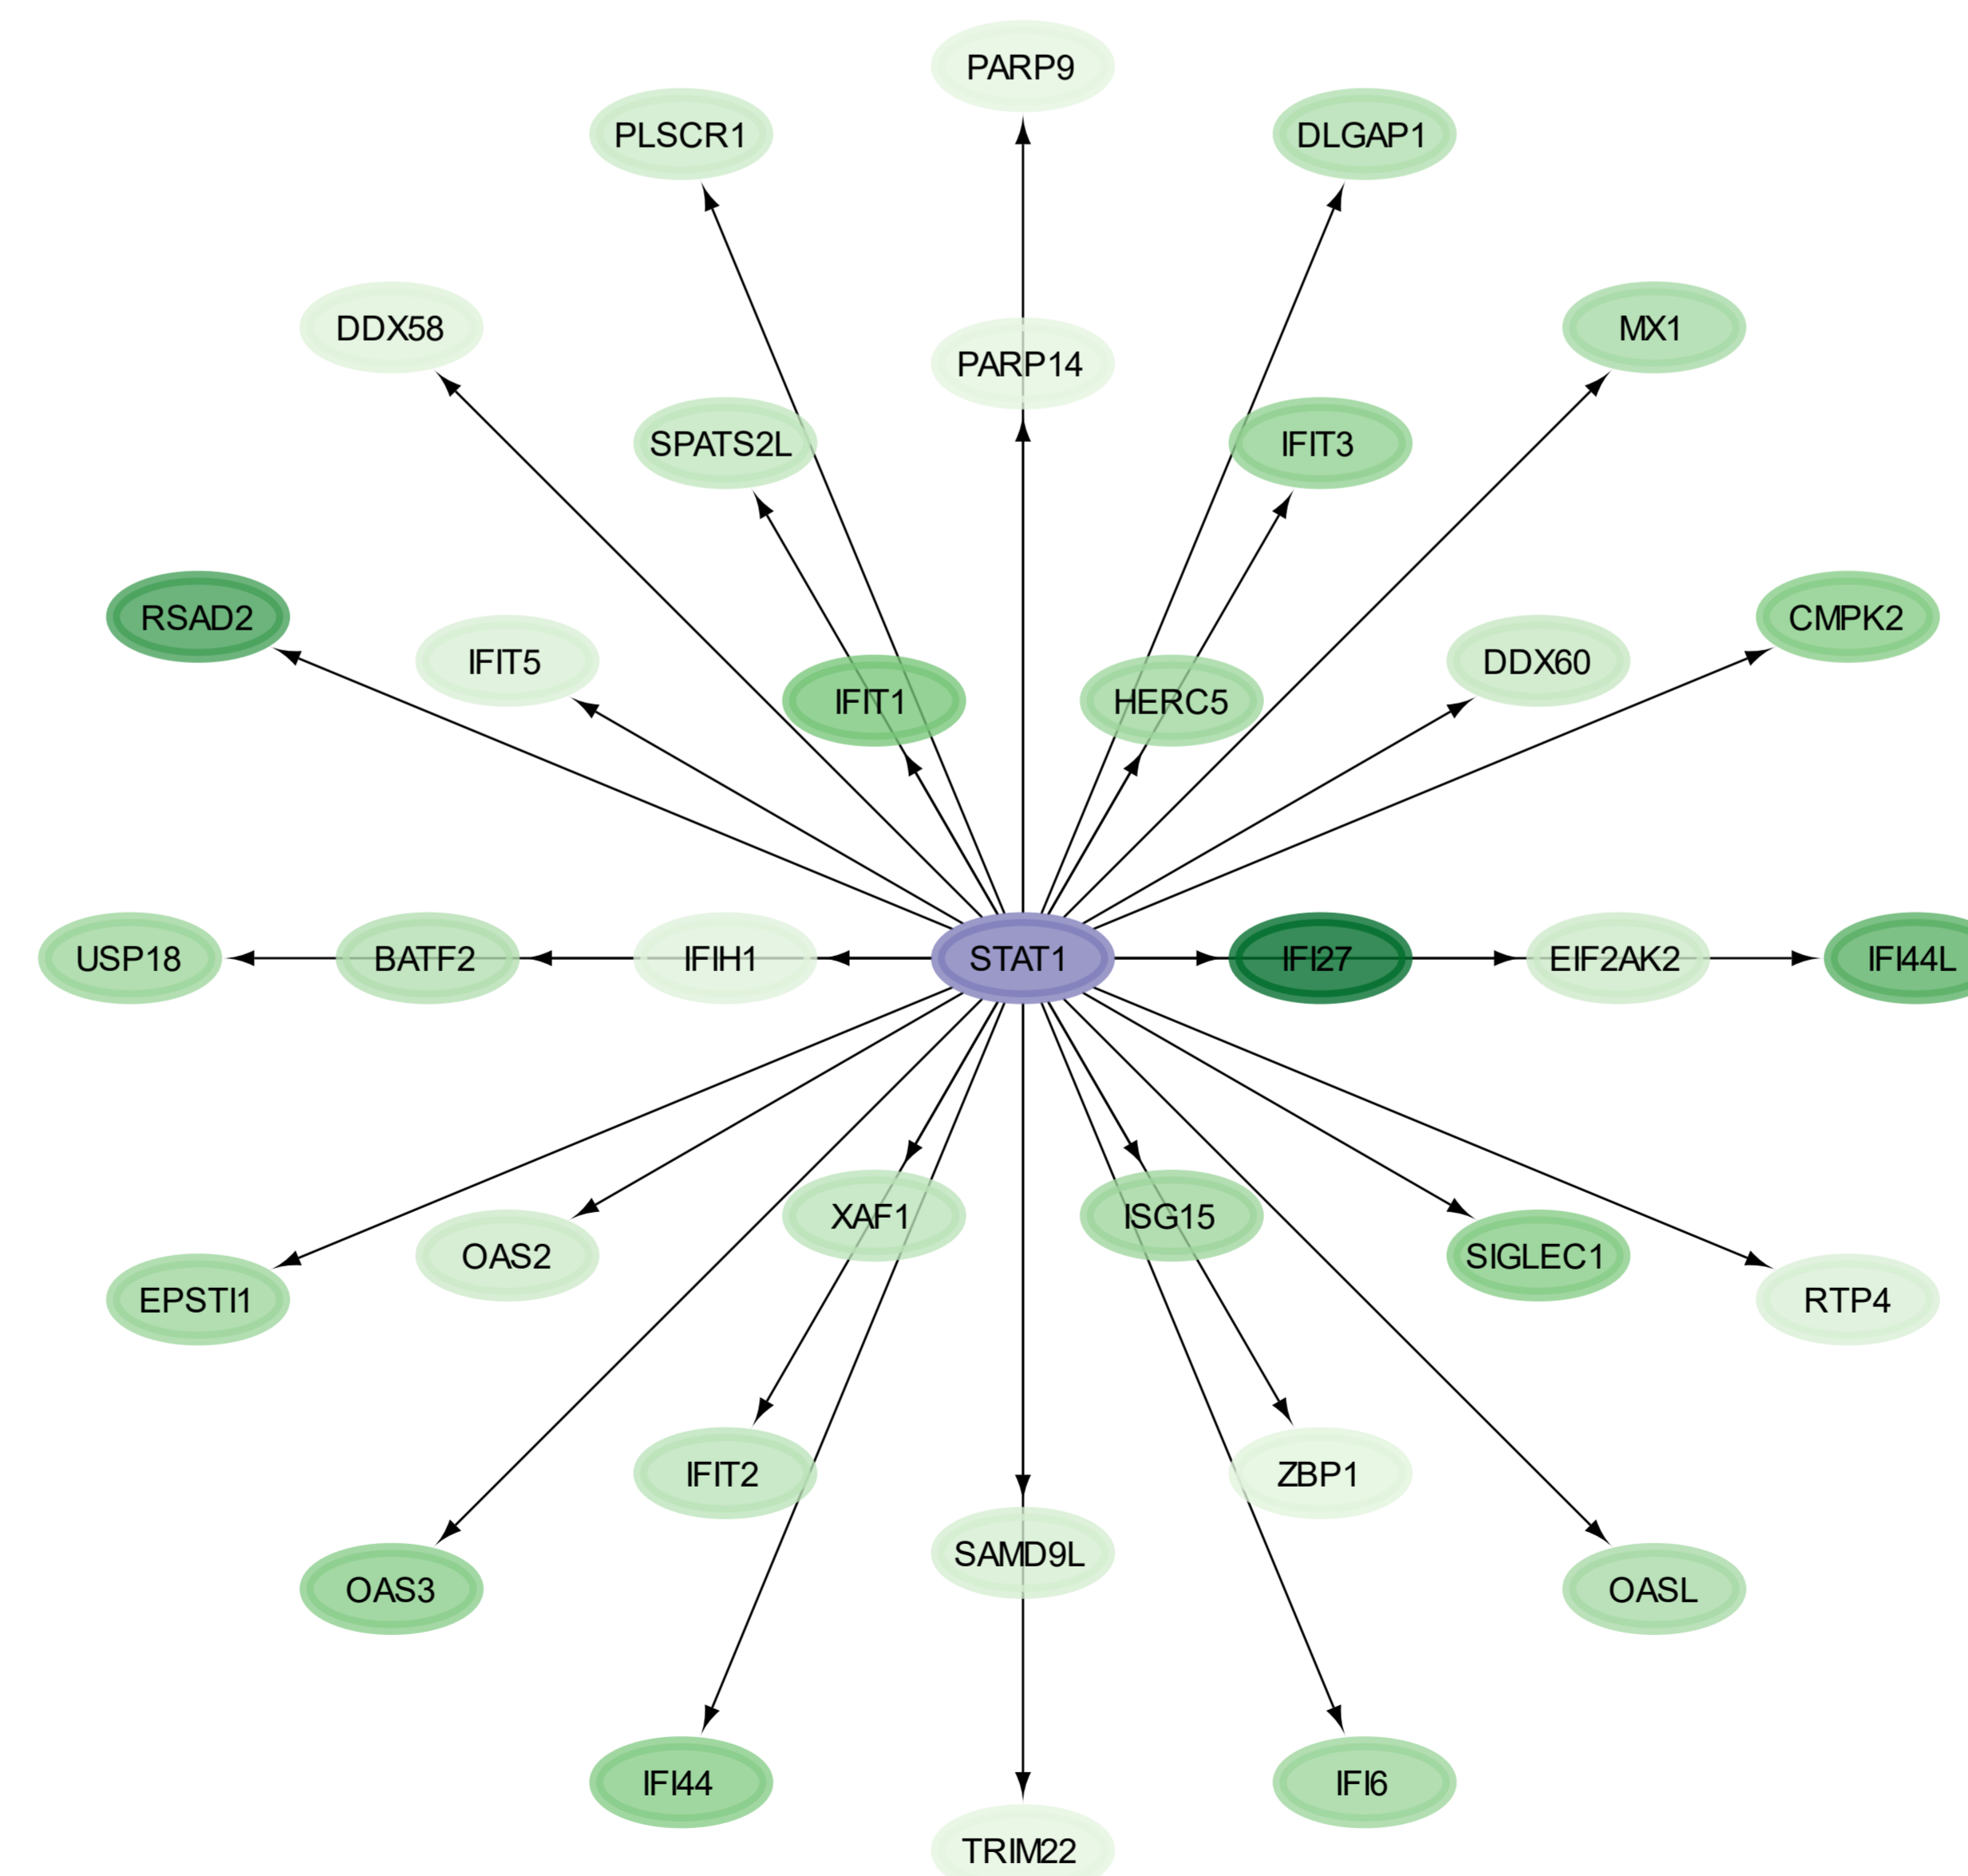 PARP9
PLSCR1
DLGAP1
DDX58
MX1
PARP14
SPATS2L
IFIT3
RSAD2
CMPK2
IFIT5
DDX60
IFIT1
HERC5
USP18
BATF2
IFIH1
STAT1
IFI27
EIF2AK2
IFI44L
XAF1
ISG15
OAS2
SIGLEC1
EPSTI1
RTP4
IFIT2
ZBP1
SAMD9L
OAS3
OASL
IFI44
IFI6
TRIM22